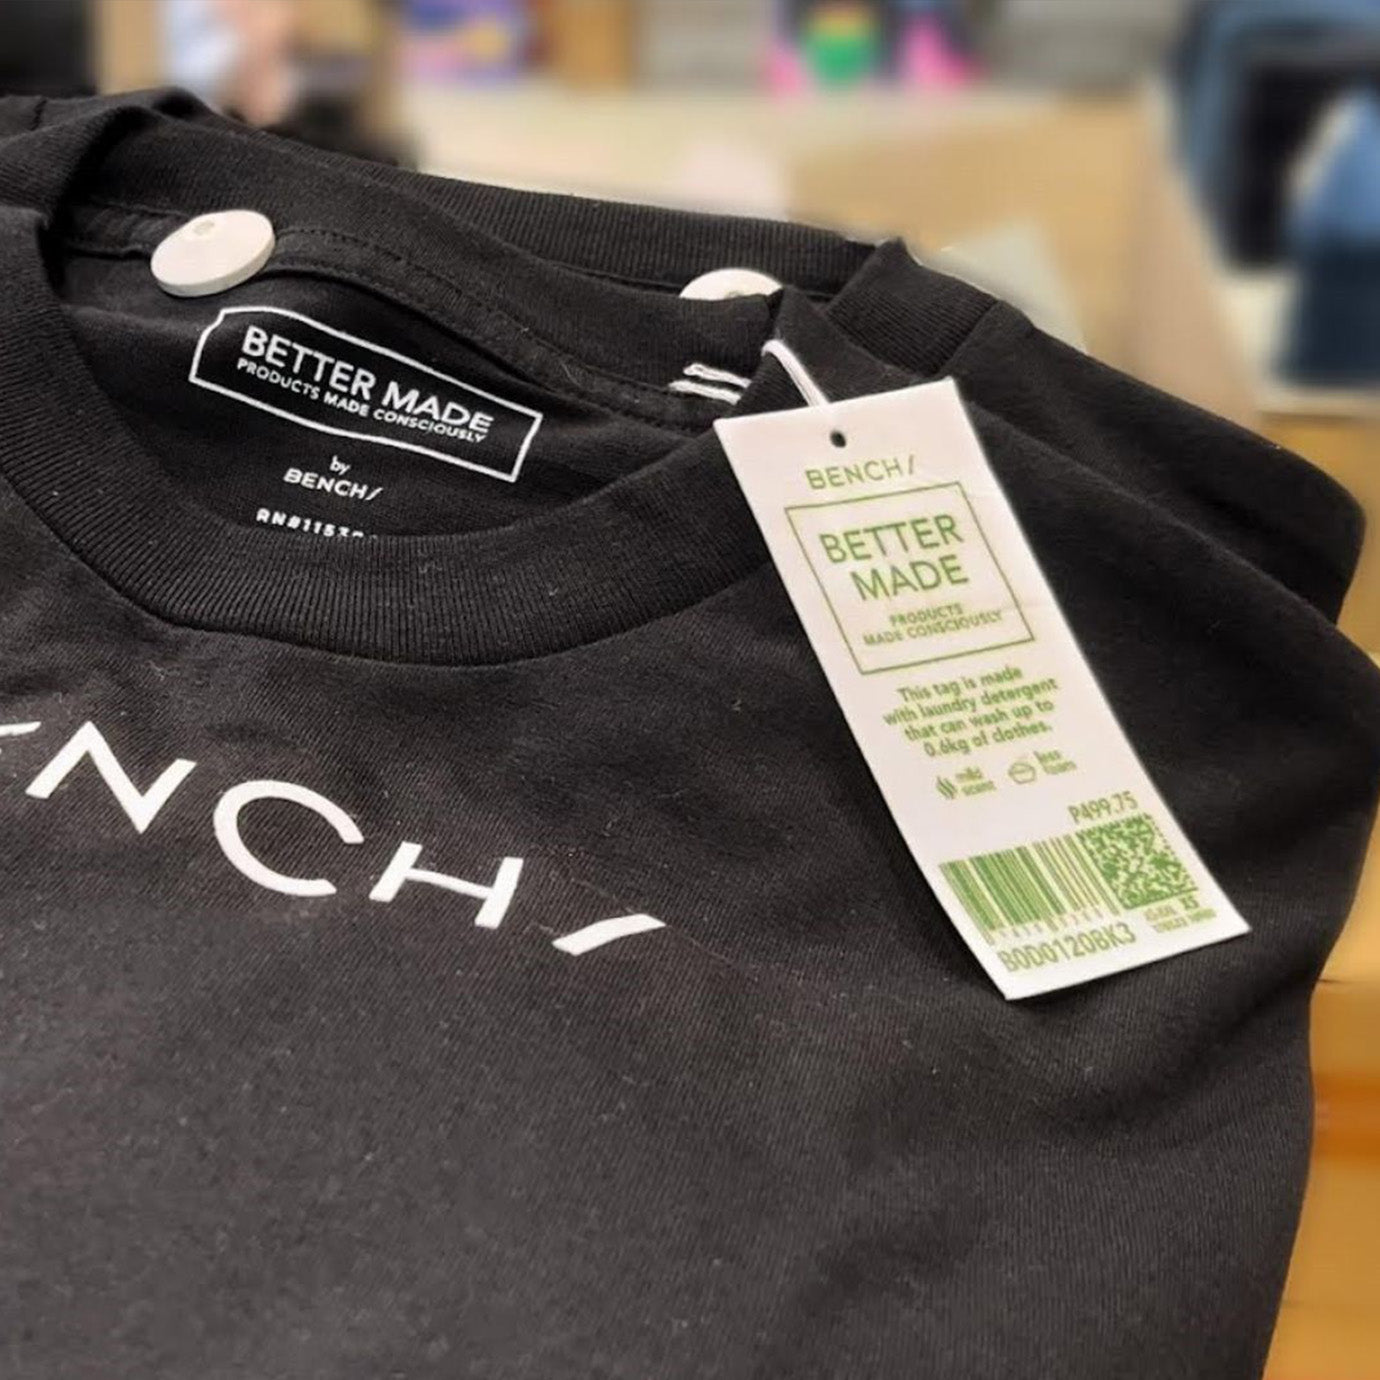 BETTER MADE
PRODUCTS MADE CONSCIOUSLY
by
BENCH/
NCH/
BENCH/
BETTER
MADE
PRODUCTS
MADE CONSCIOUSLY
This tag is made
with laundry detergent
that can wash up to
0.6kg of clothes.
mild
scent
less
foam
P499.75
B0D0120BK3